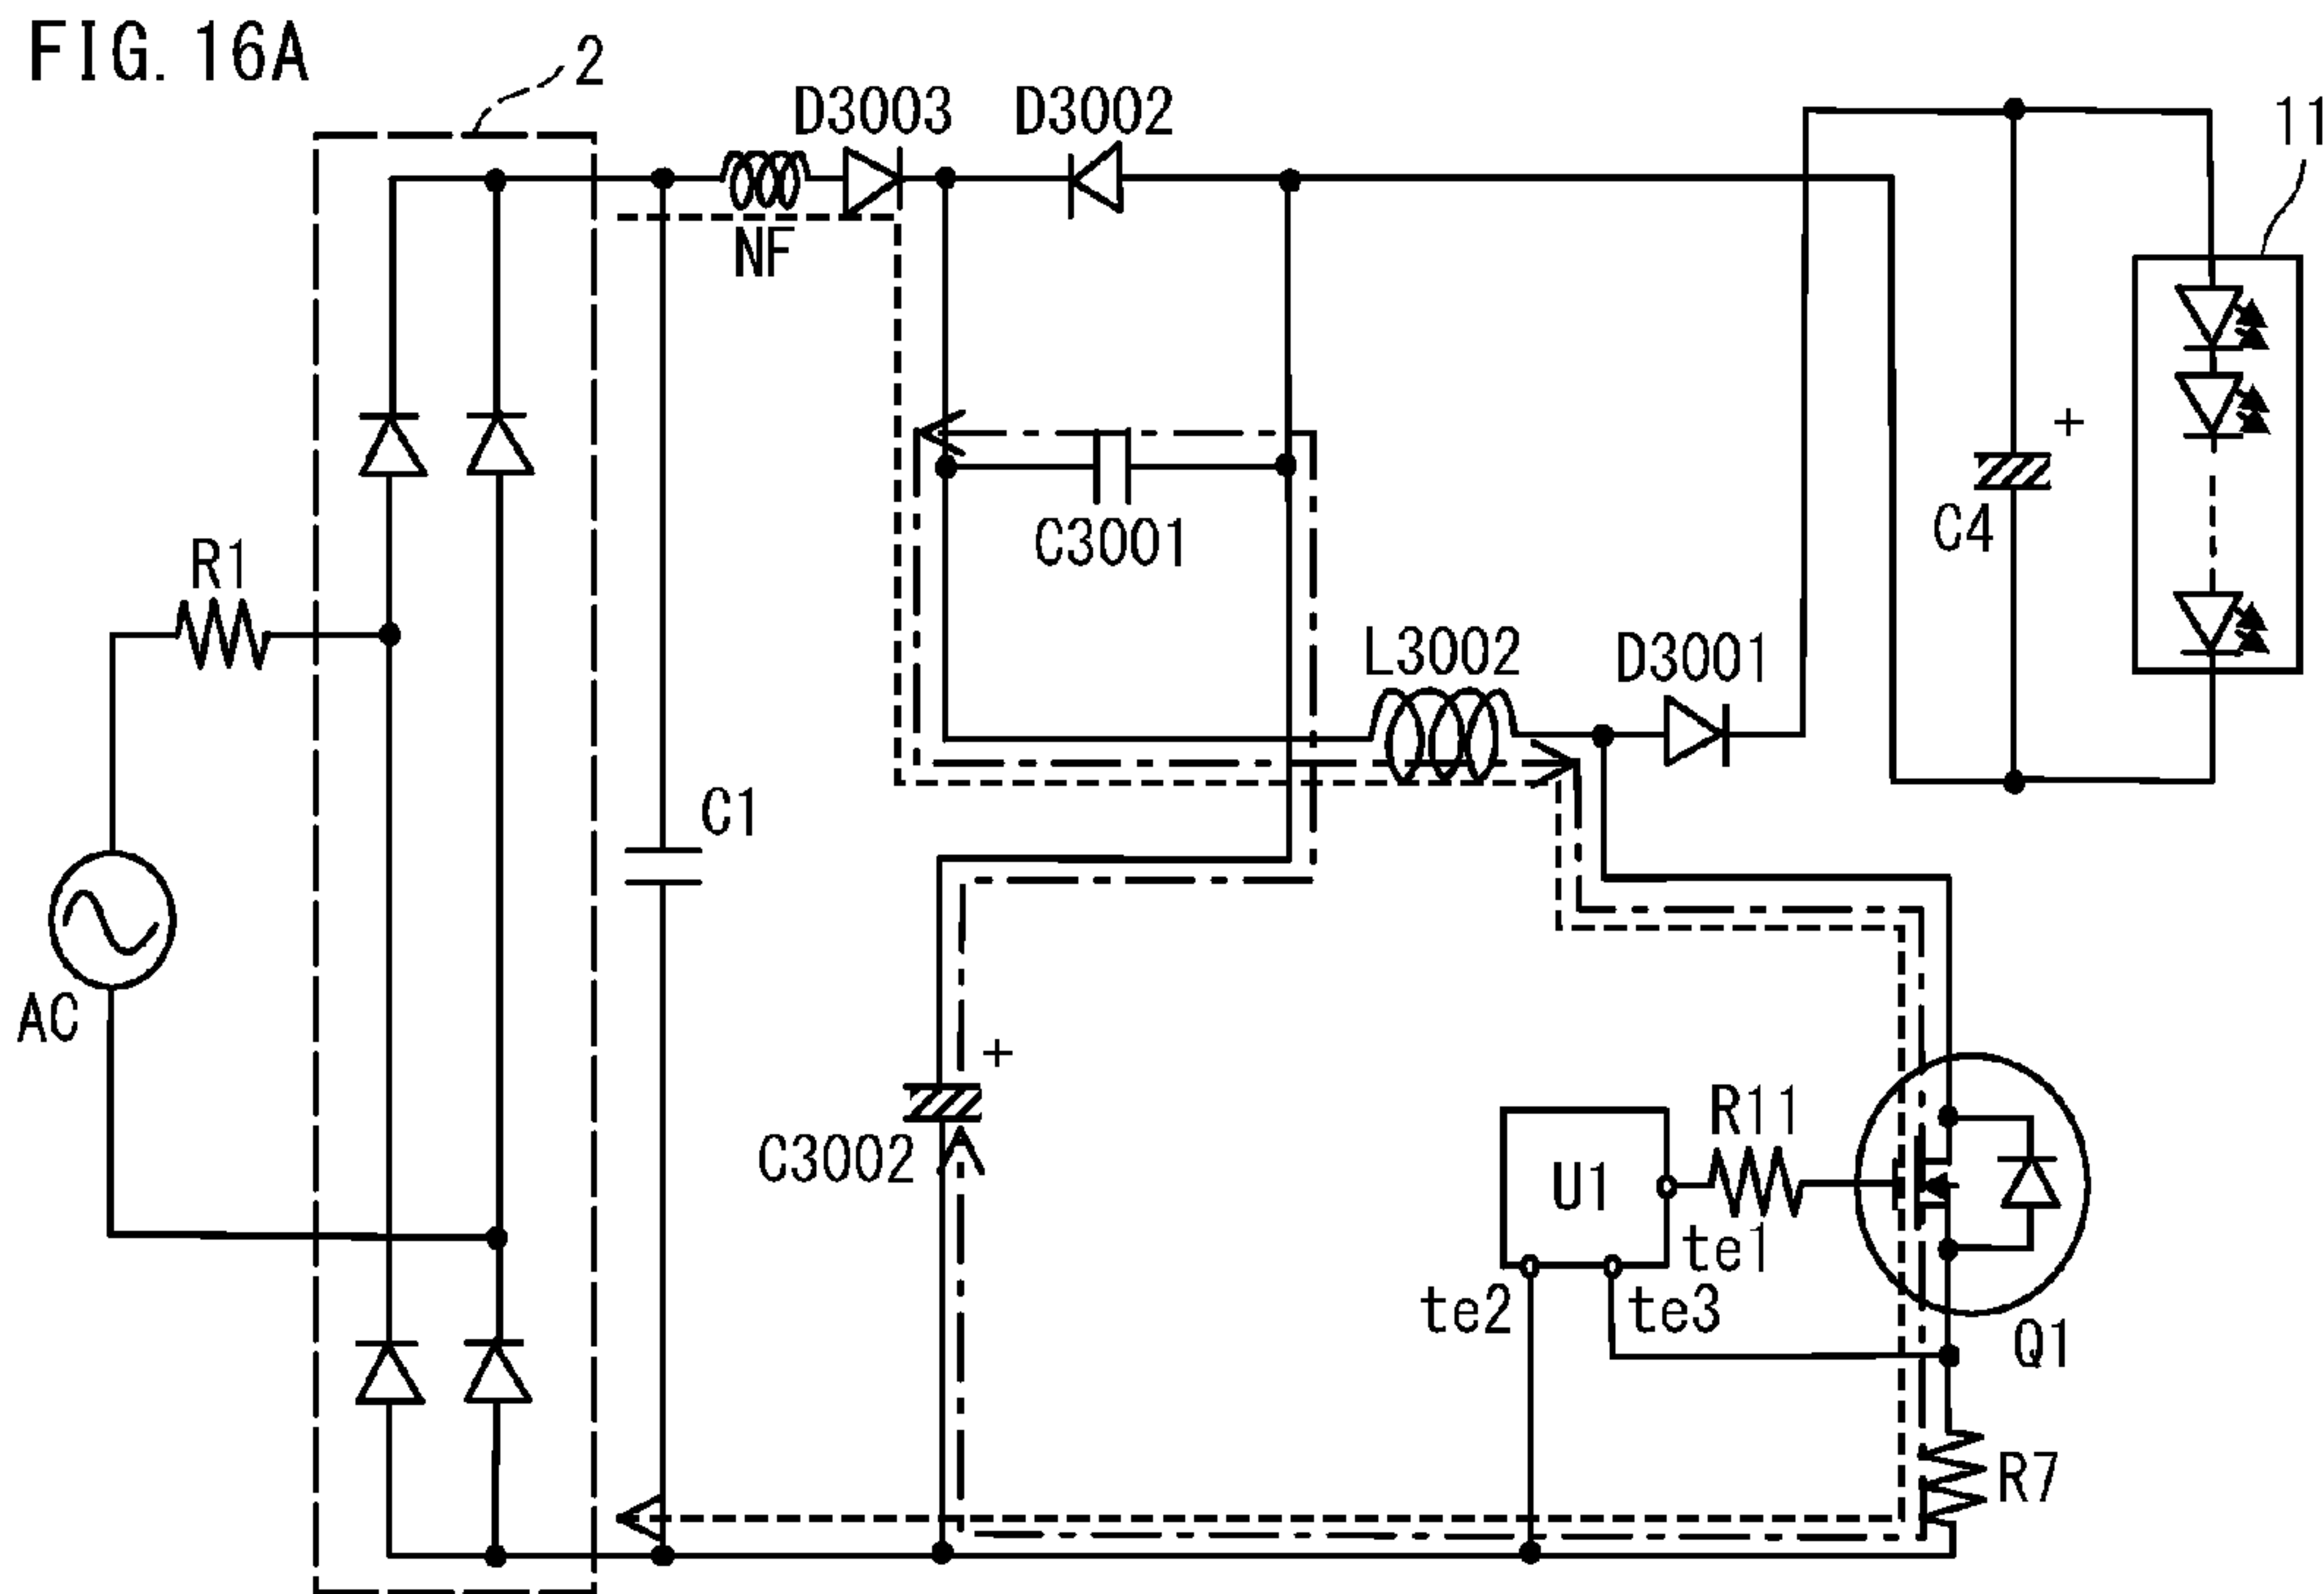 FIG. 16A
2
D3003
D3002
11
NF
+
C3001
C4
R1
L3002
D3001
C1
AC
+
C3002
R11
U1
te1
te2
te3
Q1
R7